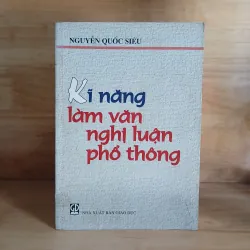 NGUYỄN QUỐC SIÊU
Kĩ năng
làm văn
nghị luận
phổ thông
NHÀ XUẤT BẢN GIÁO DỤC